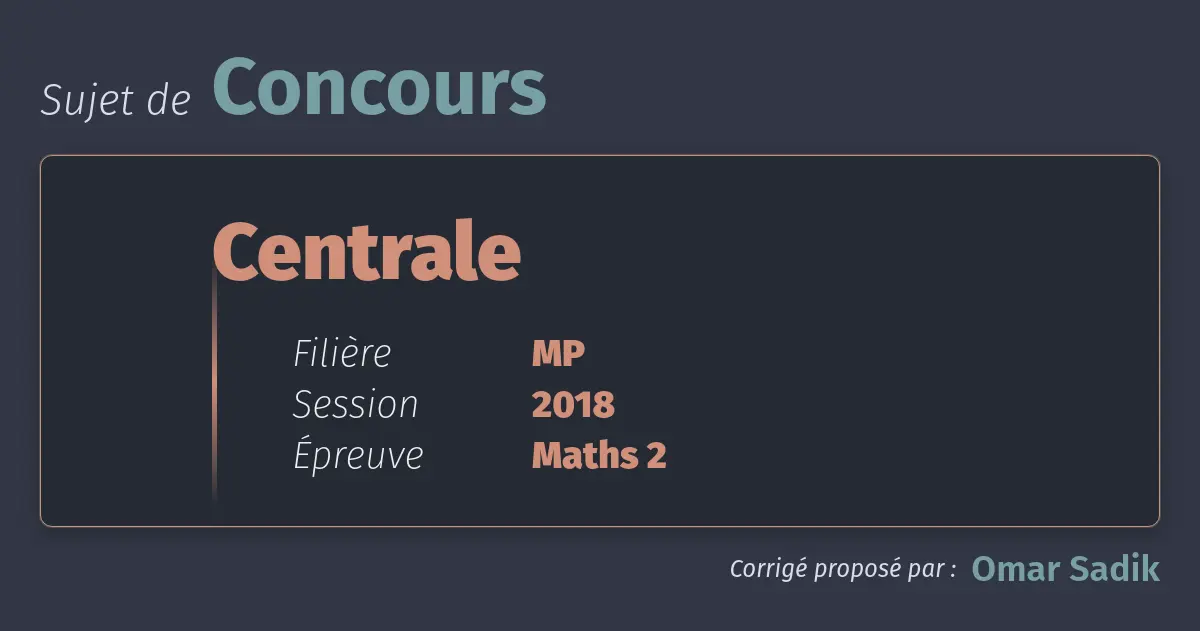 Sujet de Concours
Centrale
Filière MP
Session 2018
Épreuve Maths 2
Corrigé proposé par : Omar Sadik